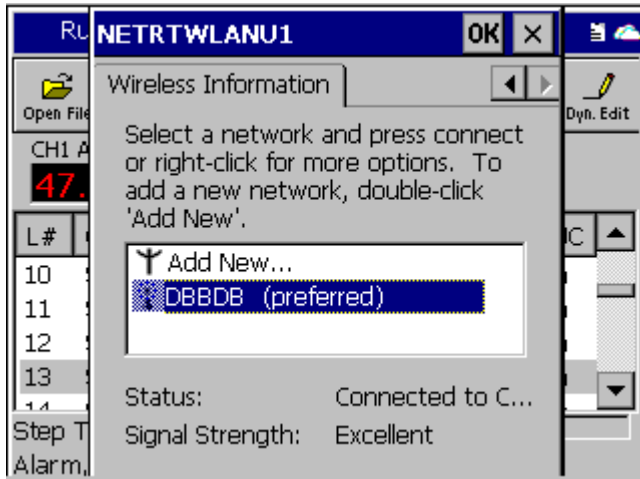 Ru
NETRTWLANU1 OK
Open File
Wireless Information
Dyn. Edit
CH1 A
47.
Select a network and press connect
or right-click for more options. To
add a new network, double-click
'Add New'.
L#
C
Add New...
10
DBBDB (preferred)
11
12
13
14
Status: Connected to C...
Step T
Signal Strength: Excellent
Alarm,